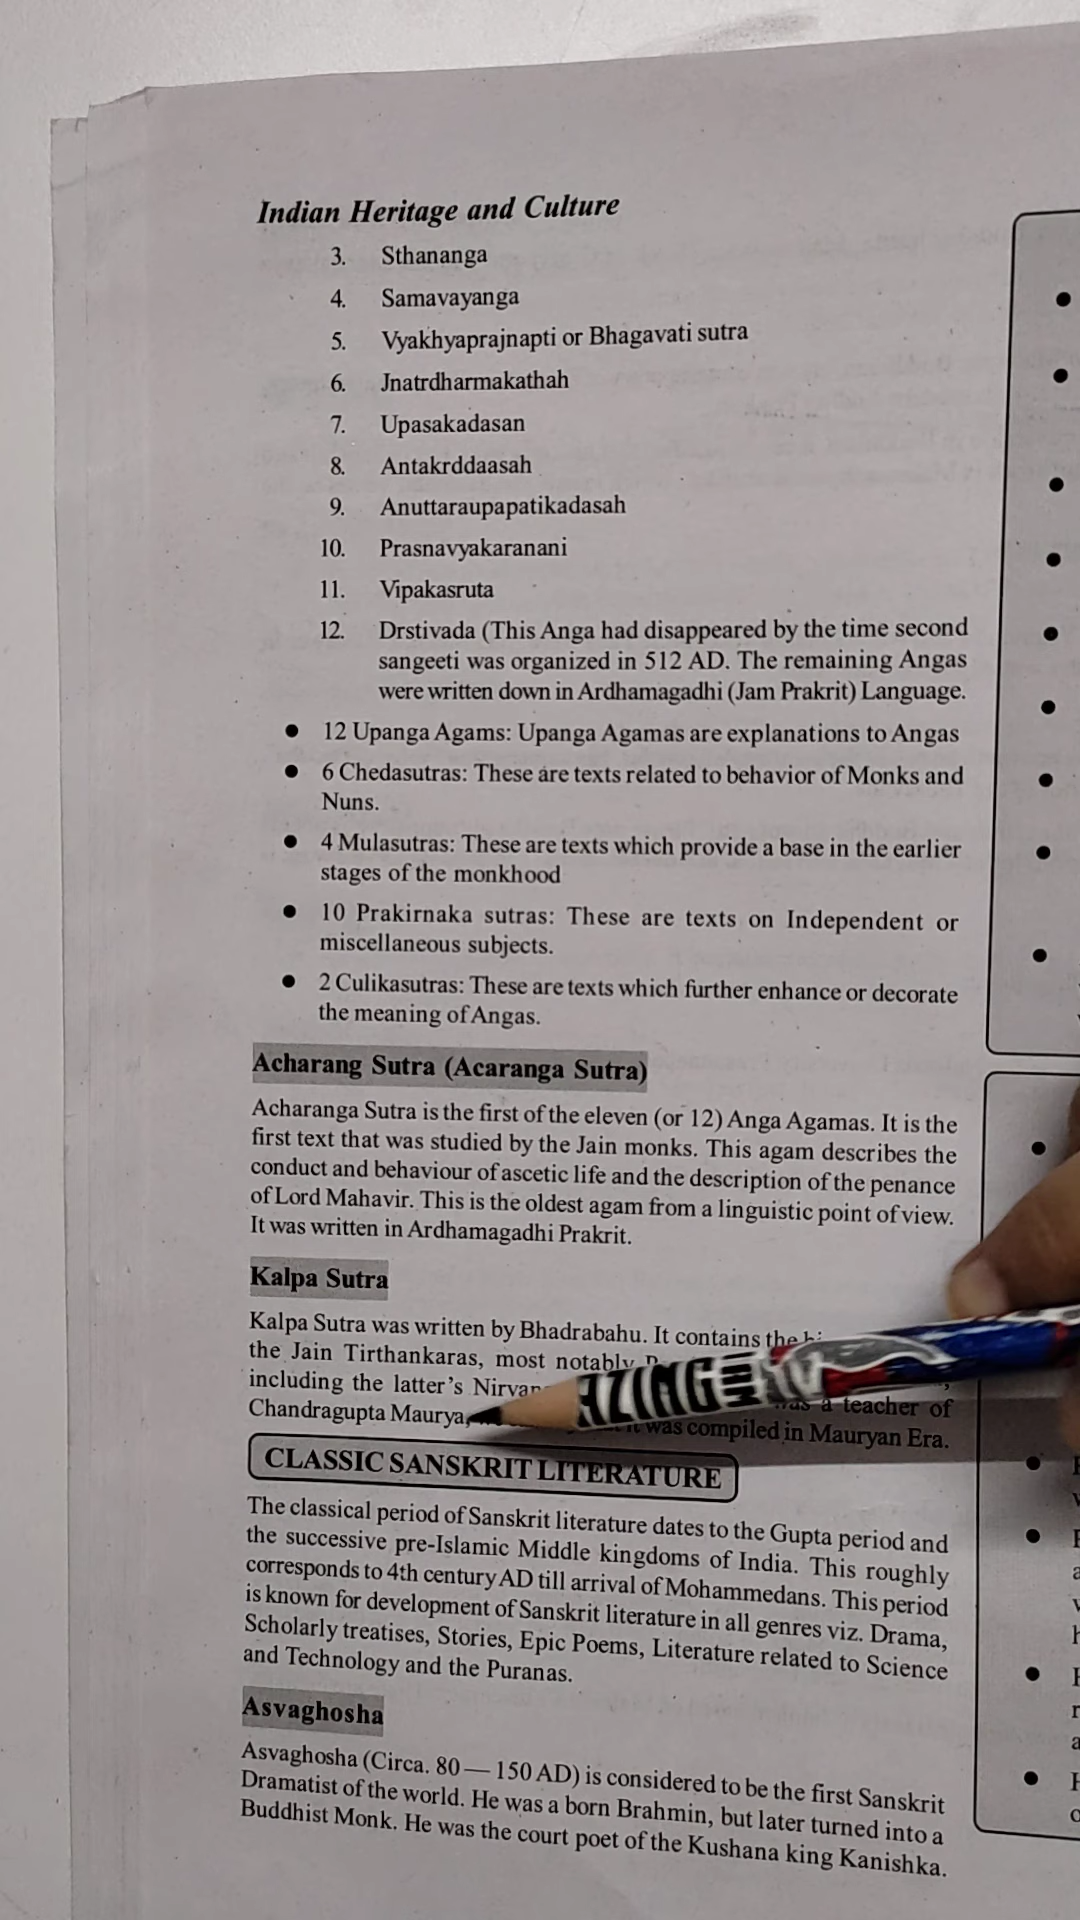 Indian Heritage and Culture
3. Sthananga
4. Samavayanga
5. Vyakhyaprajnapti or Bhagavati sutra
6. Jnatrdharmakathah
7. Upasakadasan
8. Antakrddaasah
9. Anuttaraupapatikadasah
10. Prasnavyakaranani
11. Vipakasruta
12. Drstivada (This Anga had disappeared by the time second
sangeeti was organized in 512 AD. The remaining Angas
were written down in Ardhamagadhi (Jam Prakrit) Language.
● 12 Upanga Agams: Upanga Agamas are explanations to Angas
● 6 Chedasutras: These are texts related to behavior of Monks and
Nuns.
● 4 Mulasutras: These are texts which provide a base in the earlier
stages of the monkhood
● 10 Prakirnaka sutras: These are texts on Independent or
miscellaneous subjects.
● 2 Culikasutras: These are texts which further enhance or decorate
the meaning of Angas.
Acharang Sutra (Acaranga Sutra)
Acharanga Sutra is the first of the eleven (or 12) Anga Agamas. It is the
first text that was studied by the Jain monks. This agam describes the
conduct and behaviour of ascetic life and the description of the penance
of Lord Mahavir. This is the oldest agam from a linguistic point of view.
It was written in Ardhamagadhi Prakrit.
Kalpa Sutra
Kalpa Sutra was written by Bhadrabahu. It contains the
the Jain Tirthankaras, most notably
including the latter's was a teacher of
Chandragupta Maurya, it was compiled in Mauryan Era.
CLASSIC SANSKRIT LITERATURE
The classical period of Sanskrit literature dates to the Gupta period and
the successive pre-Islamic Middle kingdoms of India. This roughly
corresponds to 4th century AD till arrival of Mohammedans. This period
is known for development of Sanskrit literature in all genres viz. Drama,
Scholarly treatises, Stories, Epic Poems, Literature related to Science
and Technology and the Puranas.
Asvaghosha
Asvaghosha (Circa. 80 — 150 AD) is considered to be the first Sanskrit
Dramatist of the world. He was a born Brahmin, but later turned into a
Buddhist Monk. He was the court poet of the Kushana king Kanishka.